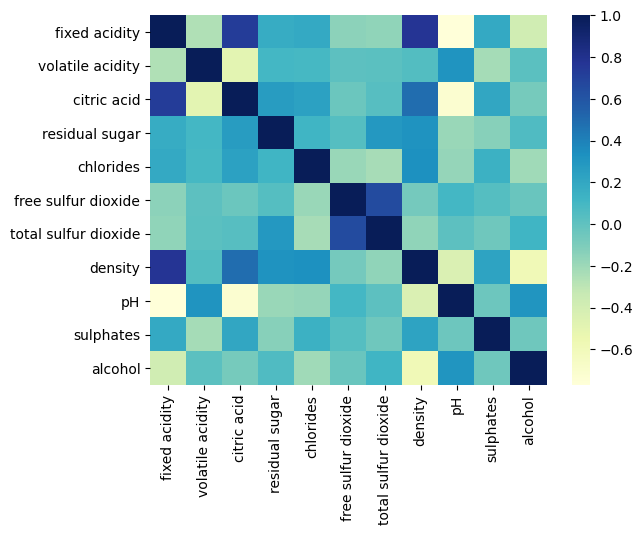 fixed acidity
volatile acidity
citric acid
residual sugar
chlorides
free sulfur dioxide
total sulfur dioxide
density
pH
sulphates
alcohol
fixed acidity
volatile acidity
citric acid
residual sugar
chlorides
free sulfur dioxide
total sulfur dioxide
density
pH
sulphates
alcohol
1.0
0.8
0.6
0.4
0.2
0.0
−0.2
−0.4
−0.6